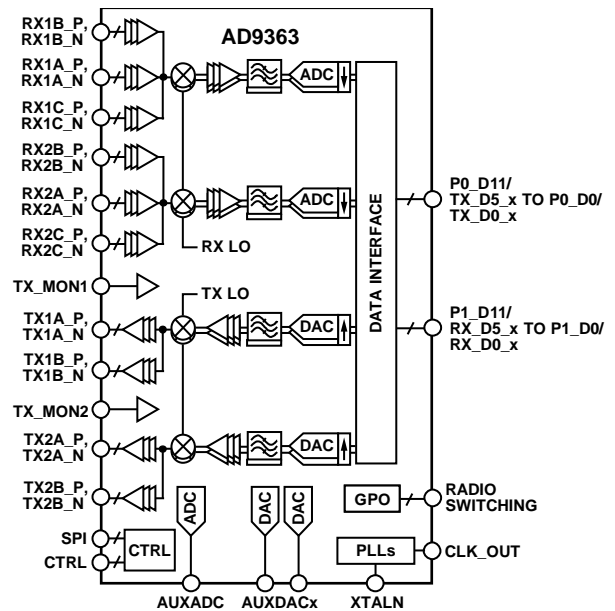 AD9363
RX1B_P,
RX1B_N
RX1A_P,
RX1A_N
ADC
RX1C_P,
RX1C_N
RX2B_P,
RX2B_N
RX2A_P,
RX2A_N
ADC
RX2C_P,
RX2C_N
RX LO
DATA INTERFACE
P0_D11/
TX_D5_x TO P0_D0/
TX_D0_x
TX_MON1
TX LO
TX1A_P,
TX1A_N
DAC
P1_D11/
RX_D5_x TO P1_D0/
RX_D0_x
TX1B_P,
TX1B_N
TX_MON2
TX2A_P,
TX2A_N
DAC
TX2B_P,
TX2B_N
ADC
DAC
DAC
GPO
RADIO
SWITCHING
SPI
CTRL
CTRL
PLLs
CLK_OUT
AUXADC
AUXDACx
XTALN